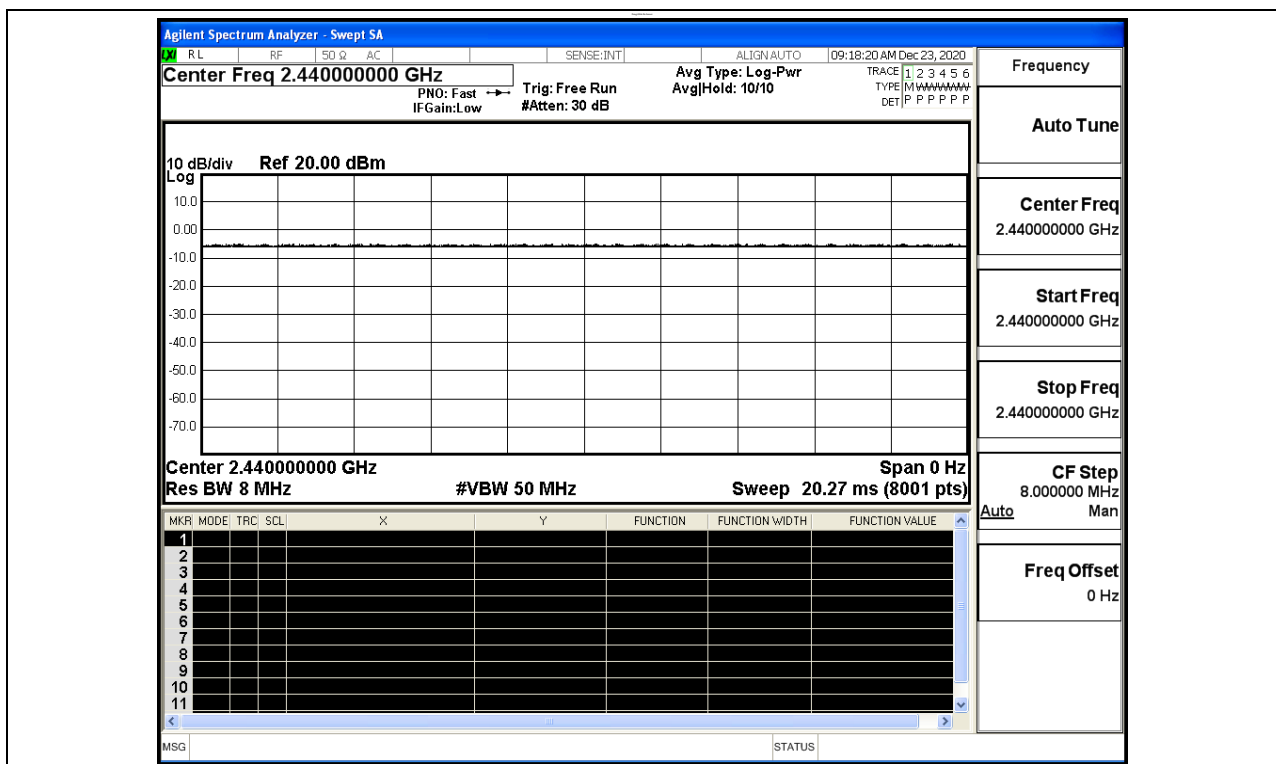 Agilent Spectrum Analyzer - Swept SA
LXI RL RF 50 Ω AC SENSE:INT ALIGN AUTO 09:18:20 AM Dec 23, 2020
Center Freq 2.440000000 GHz
PNO: Fast
IFGain:Low
Trig: Free Run
#Atten: 30 dB
Avg Type: Log-Pwr
Avg|Hold: 10/10
TRACE 1 2 3 4 5 6
TYPE M WWWWW
DET P P P P P P
10 dB/div Ref 20.00 dBm
Log
10.0
0.00
-10.0
-20.0
-30.0
-40.0
-50.0
-60.0
-70.0
Center 2.440000000 GHz Span 0 Hz
Res BW 8 MHz #VBW 50 MHz Sweep 20.27 ms (8001 pts)
MKR MODE TRC SCL X Y FUNCTION FUNCTION WIDTH FUNCTION VALUE
1
2
3
4
5
6
7
8
9
10
11
MSG STATUS
Frequency
Auto Tune
Center Freq
2.440000000 GHz
Start Freq
2.440000000 GHz
Stop Freq
2.440000000 GHz
CF Step
8.000000 MHz
Auto Man
Freq Offset
0 Hz